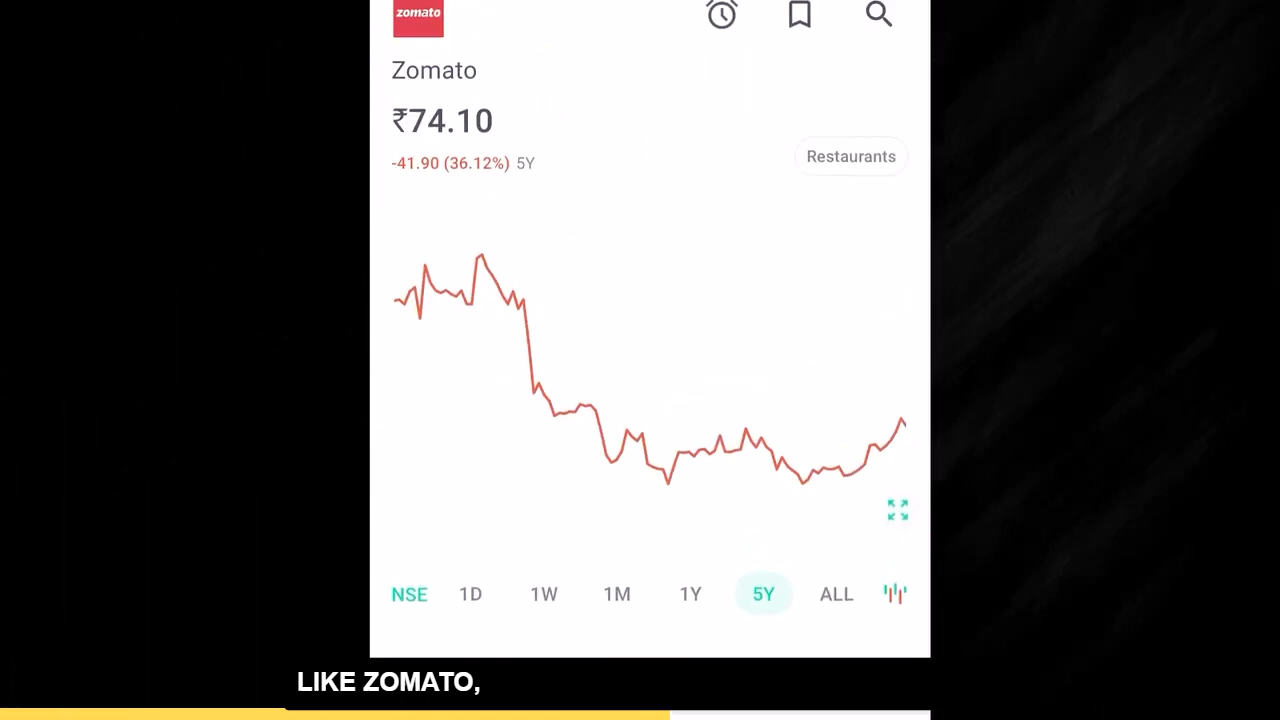 zomato
Zomato
₹74.10
-41.90 (36.12%) 5Y
Restaurants
NSE 1D 1W 1M 1Y 5Y ALL
LIKE ZOMATO,